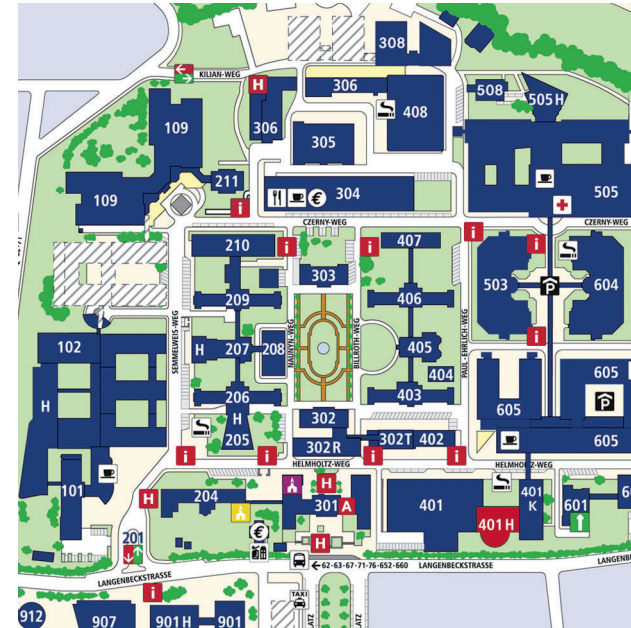 308
KILIAN-WEG
H
306
306
408
508
505 H
109
305
505
211
109
304
€
i
CZERNY-WEG
CZERNY-WEG
210
i
303
i
407
i
i
P
503
604
209
406
SEMMELWEIS-WEG
NAUNYN-WEG
BILLROTH-WEG
PAUL-EHRLICH-WEG
102
H
207
208
405
i
404
605
H
206
403
605
P
H
205
302
605
302 R
302 T
402
i
i
i
i
HELMHOLTZ-WEG
HELMHOLTZ-WEG
101
H
204
H
301
A
401
401
K
601
401 H
€
H
201
62-63-67-71-76-652-660
LANGENBECKSTRASSE
LANGENBECKSTRASSE
LANGENBECKSTRASSE
i
TAXI
912
907
901 H
901